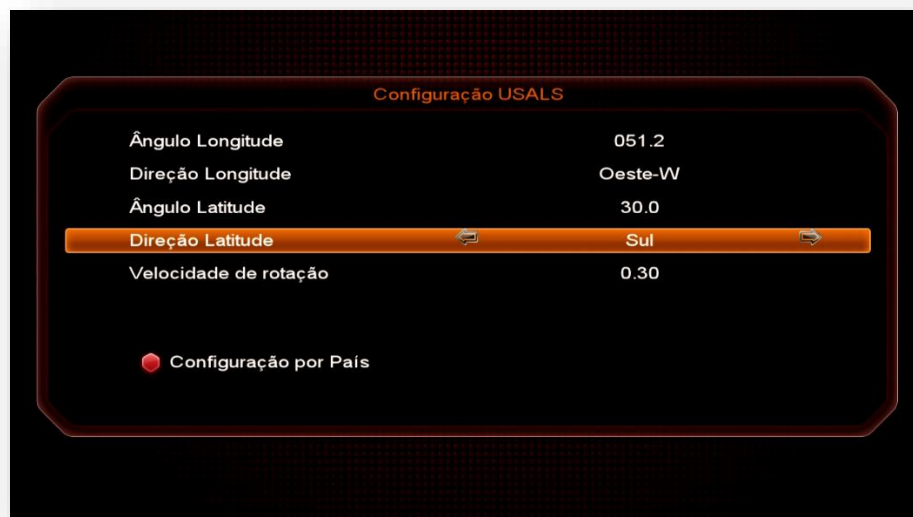 Configuração USALS
Ângulo Longitude 051.2
Direção Longitude Oeste-W
Ângulo Latitude 30.0
Direção Latitude Sul
Velocidade de rotação 0.30
Configuração por País